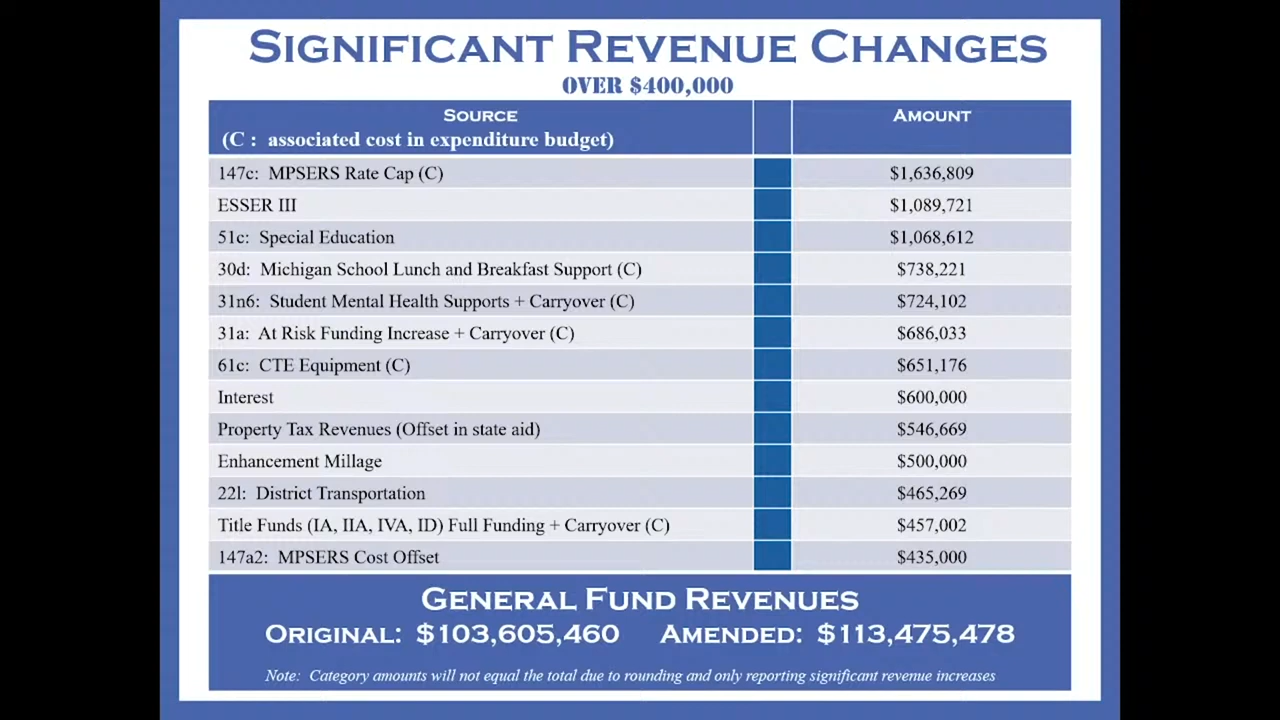 SIGNIFICANT REVENUE CHANGES
OVER $400,000
SOURCE AMOUNT
(C : associated cost in expenditure budget)
147c: MPSERS Rate Cap (C) $1,636,809
ESSER III $1,089,721
51c: Special Education $1,068,612
30d: Michigan School Lunch and Breakfast Support (C) $738,221
31n6: Student Mental Health Supports + Carryover (C) $724,102
31a: At Risk Funding Increase + Carryover (C) $686,033
61c: CTE Equipment (C) $651,176
Interest $600,000
Property Tax Revenues (Offset in state aid) $546,669
Enhancement Millage $500,000
22l: District Transportation $465,269
Title Funds (IA, IIA, IVA, ID) Full Funding + Carryover (C) $457,002
147a2: MPSERS Cost Offset $435,000
GENERAL FUND REVENUES
ORIGINAL: $103,605,460 AMENDED: $113,475,478
Note: Category amounts will not equal the total due to rounding and only reporting significant revenue increases